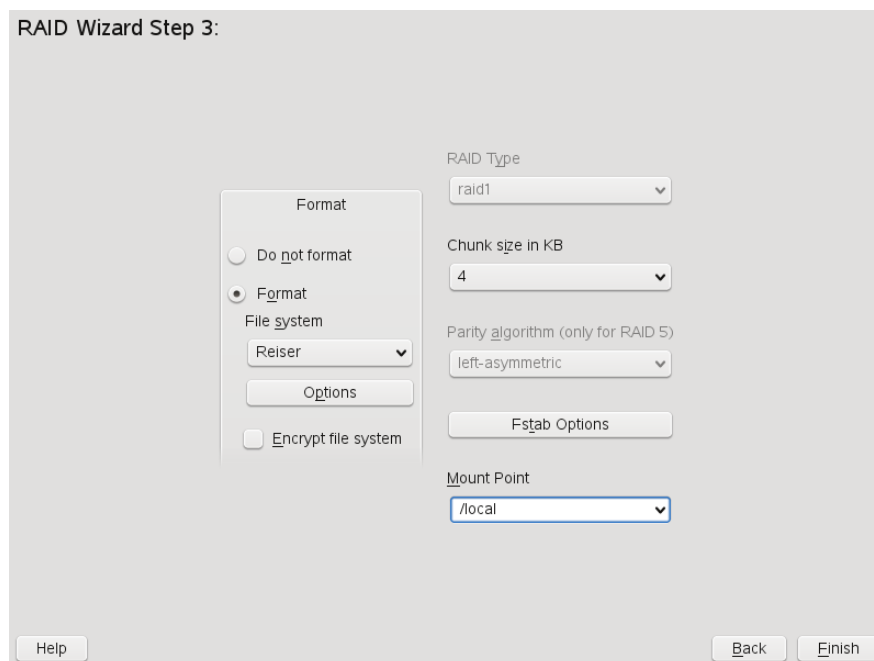 RAID Wizard Step 3:
Format
Do not format
Format
File system
Reiser
Options
Encrypt file system
RAID Type
raid1
Chunk size in KB
4
Parity algorithm (only for RAID 5)
left-asymmetric
Fstab Options
Mount Point
/local
Help
Back
Finish